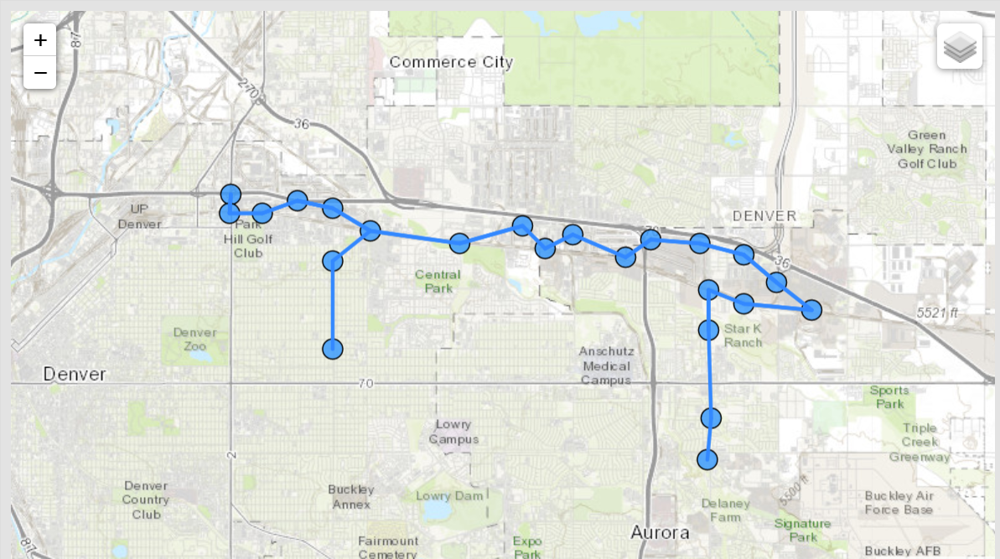 +
−
87
Commerce City
270
36
Green
Valley Ranch
Golf Club
UP
Denver
DENVER
Park
Hill Golf
Club
70
36
Central
Park
5521 ft
Denver
Zoo
Star K
Ranch
Anschutz
Medical
Campus
Denver
70
Sports
Park
Lowry
Campus
Triple
Creek
Greenway
2
Denver
Country
Club
Buckley
Annex
Lowry Dam
5500 ft
Buckley Air
Force Base
Delaney
Farm
Signature
Park
Aurora
87
Fairmount
Cemetery
Expo
Park
Buckley AFB